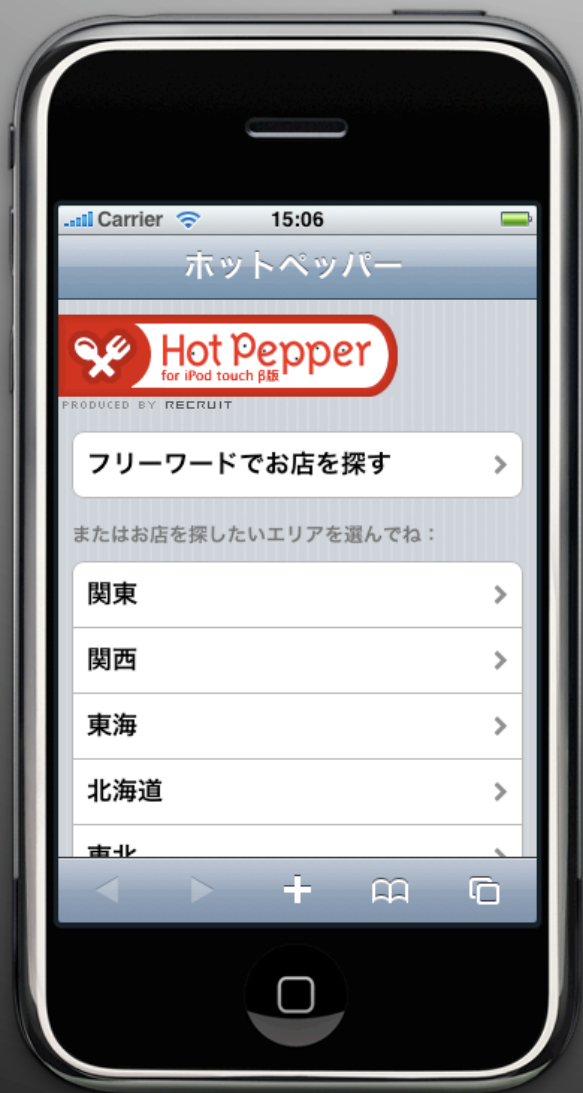 Carrier 15:06
ホットペッパー
Hot Pepper
for iPod touch β版
PRODUCED BY RECRUIT
フリーワードでお店を探す
またはお店を探したいエリアを選んでね：
関東
関西
東海
北海道
東北